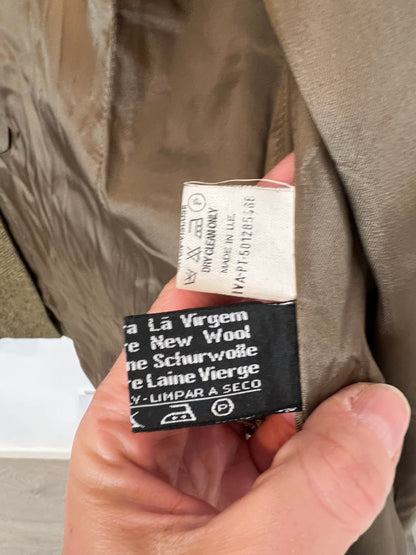 DRY CLEAN ONLY
MADE IN U.E.
IVA-PT-501285486
ra Lã Virgem
re New Wool
ne Schurwolle
re Laine Vierge
Y-LIMPAR A SECO
P
P